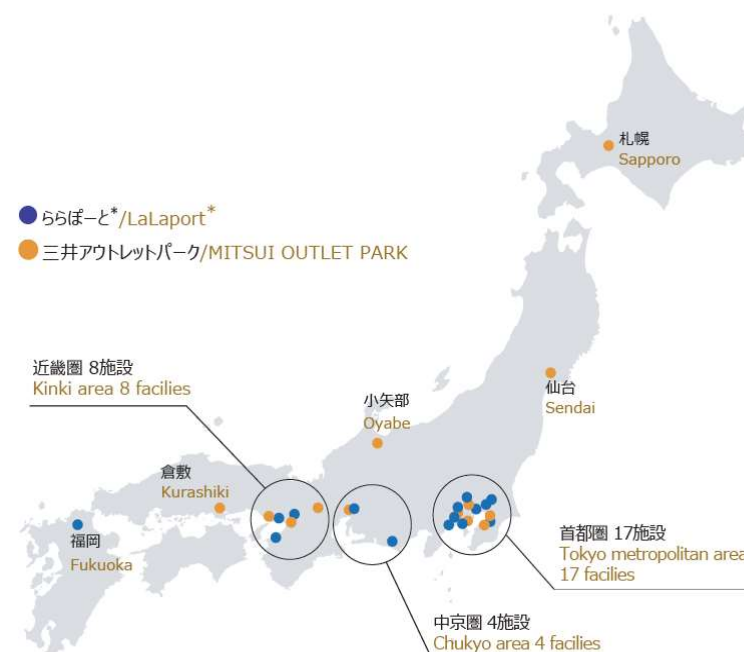 札幌
Sapporo
ららぽーと*/LaLaport*
三井アウトレットパーク/MITSUI OUTLET PARK
近畿圏 8施設
Kinki area 8 facilies
小矢部
Oyabe
仙台
Sendai
倉敷
Kurashiki
福岡
Fukuoka
首都圏 17施設
Tokyo metropolitan area
17 facilies
中京圏 4施設
Chukyo area 4 facilies